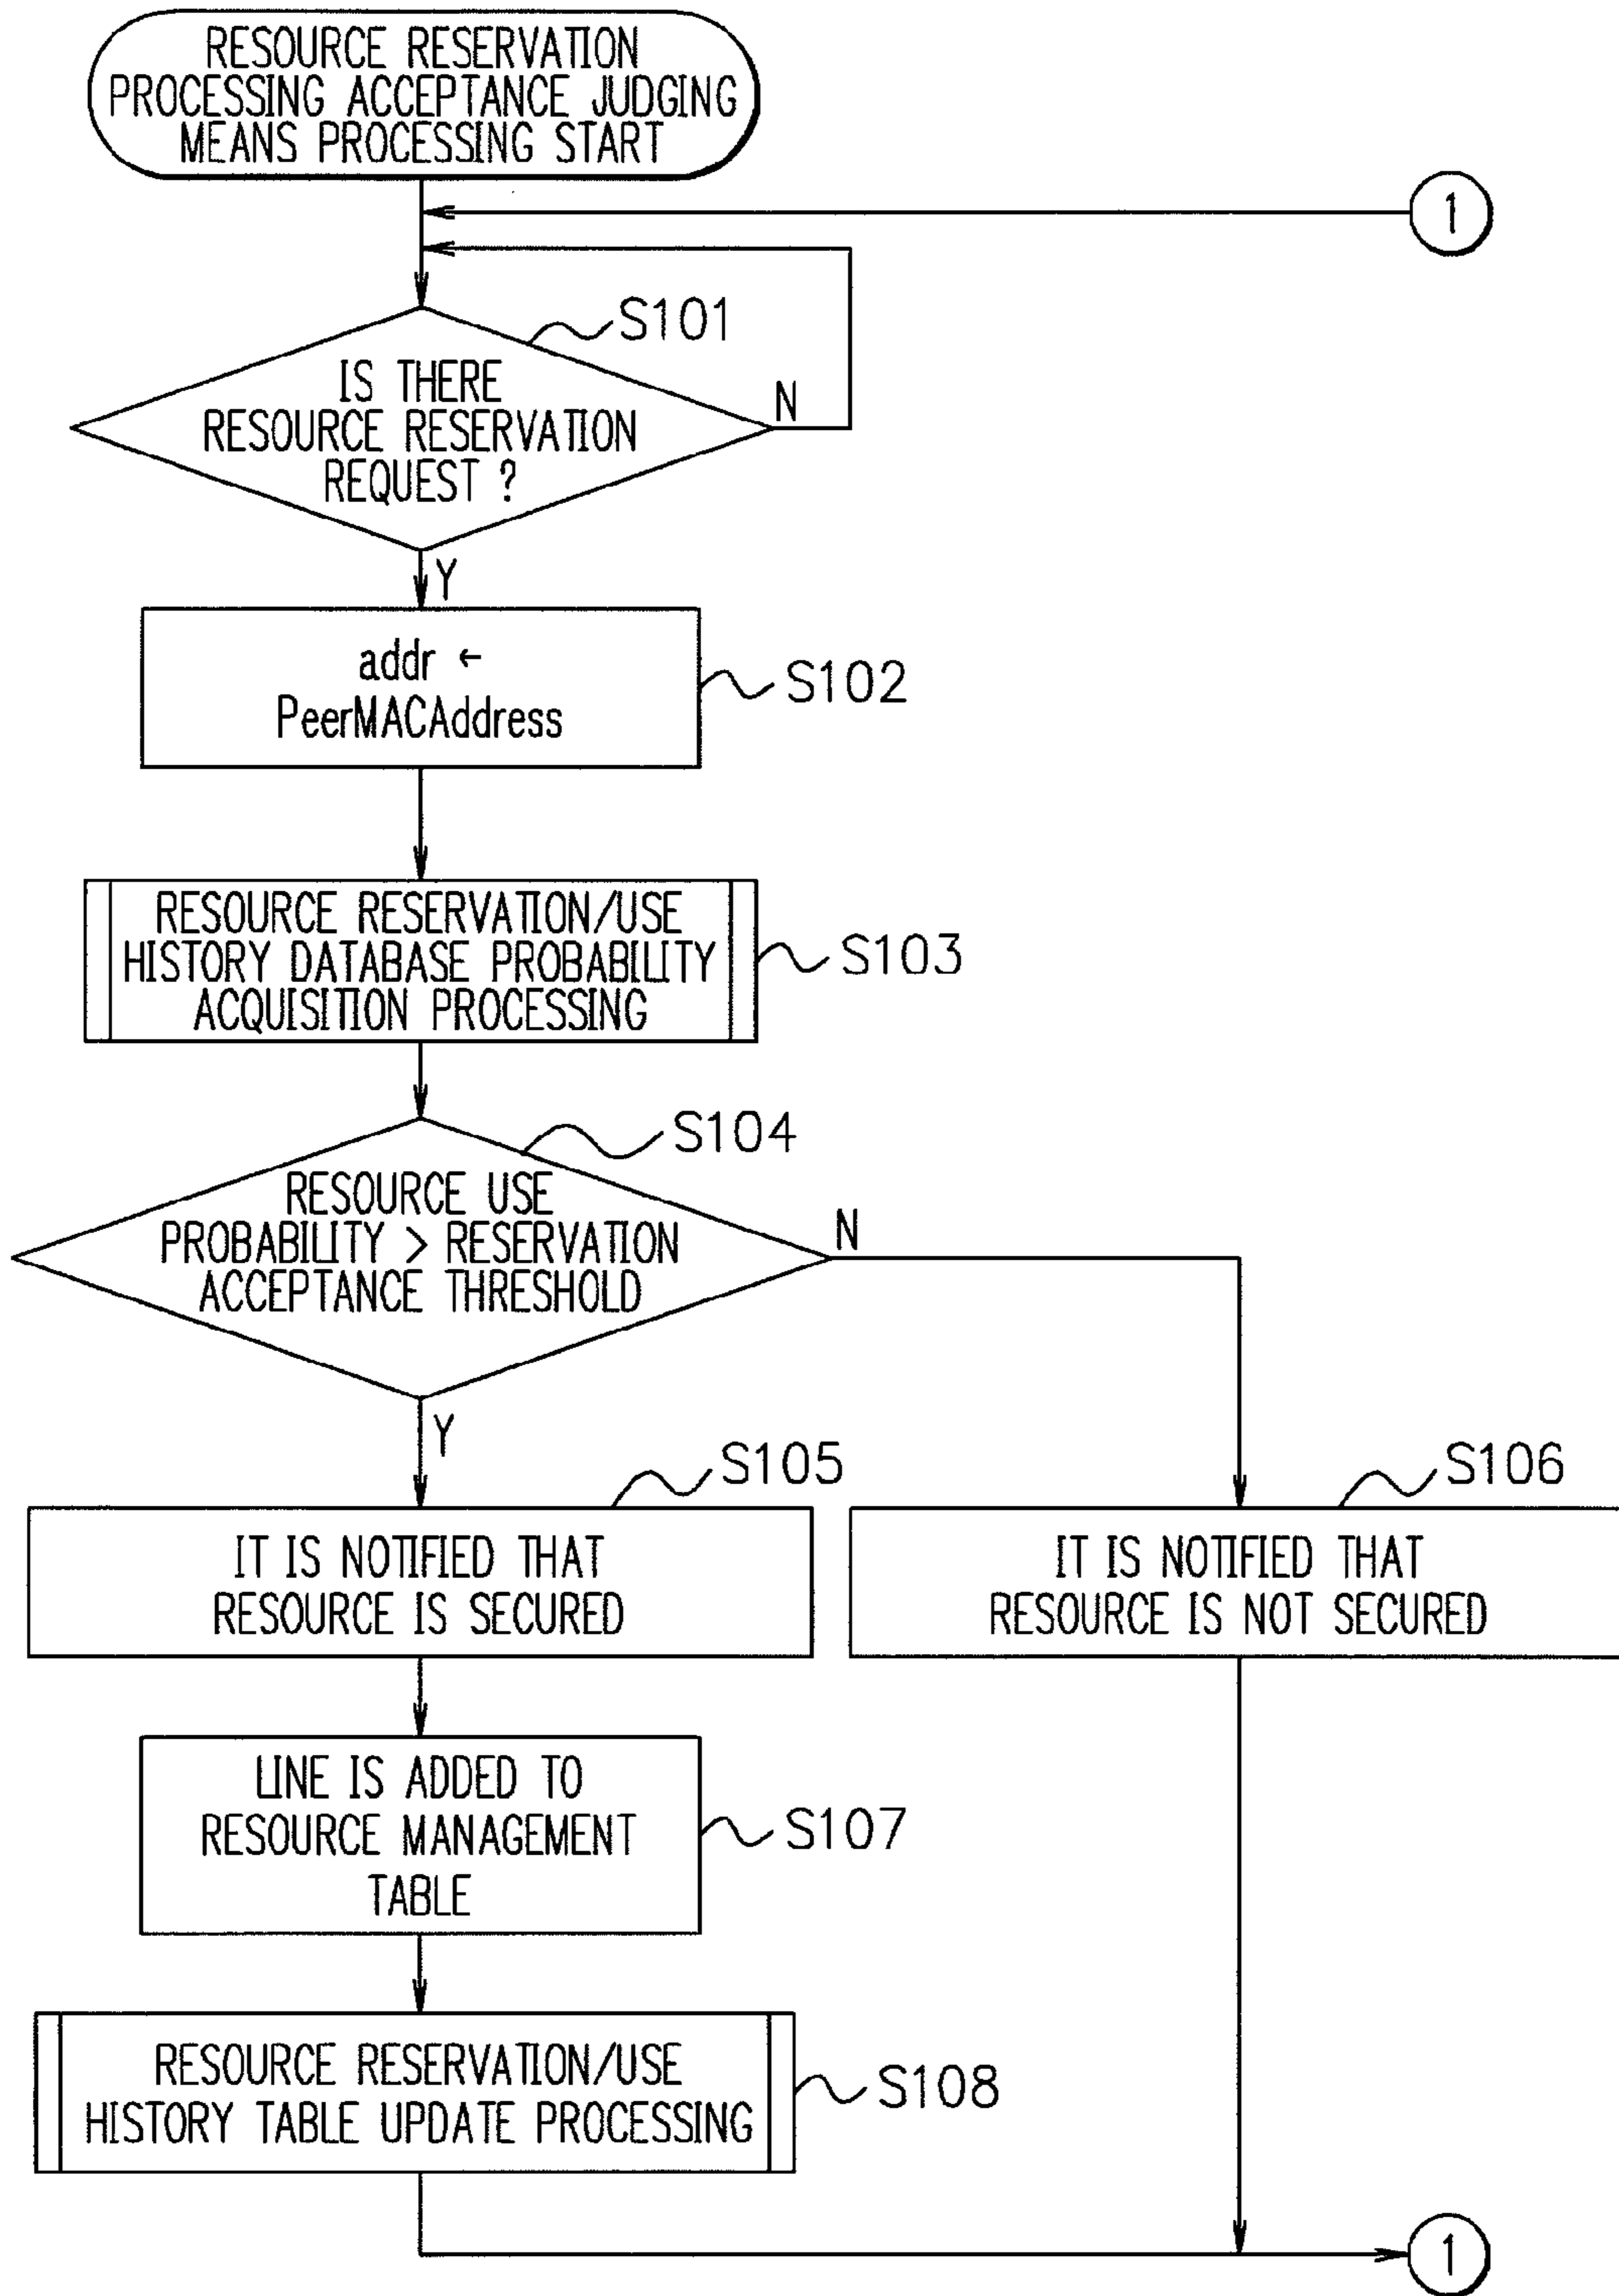 RESOURCE RESERVATION
PROCESSING ACCEPTANCE JUDGING
MEANS PROCESSING START
1
S101
IS THERE
RESOURCE RESERVATION
REQUEST ?
N
Y
addr ←
PeerMACAddress
S102
RESOURCE RESERVATION/USE
HISTORY DATABASE PROBABILITY
ACQUISITION PROCESSING
S103
S104
RESOURCE USE
PROBABILITY > RESERVATION
ACCEPTANCE THRESHOLD
N
Y
S105
S106
IT IS NOTIFIED THAT
RESOURCE IS SECURED
IT IS NOTIFIED THAT
RESOURCE IS NOT SECURED
LINE IS ADDED TO
RESOURCE MANAGEMENT
TABLE
S107
RESOURCE RESERVATION/USE
HISTORY TABLE UPDATE PROCESSING
S108
1